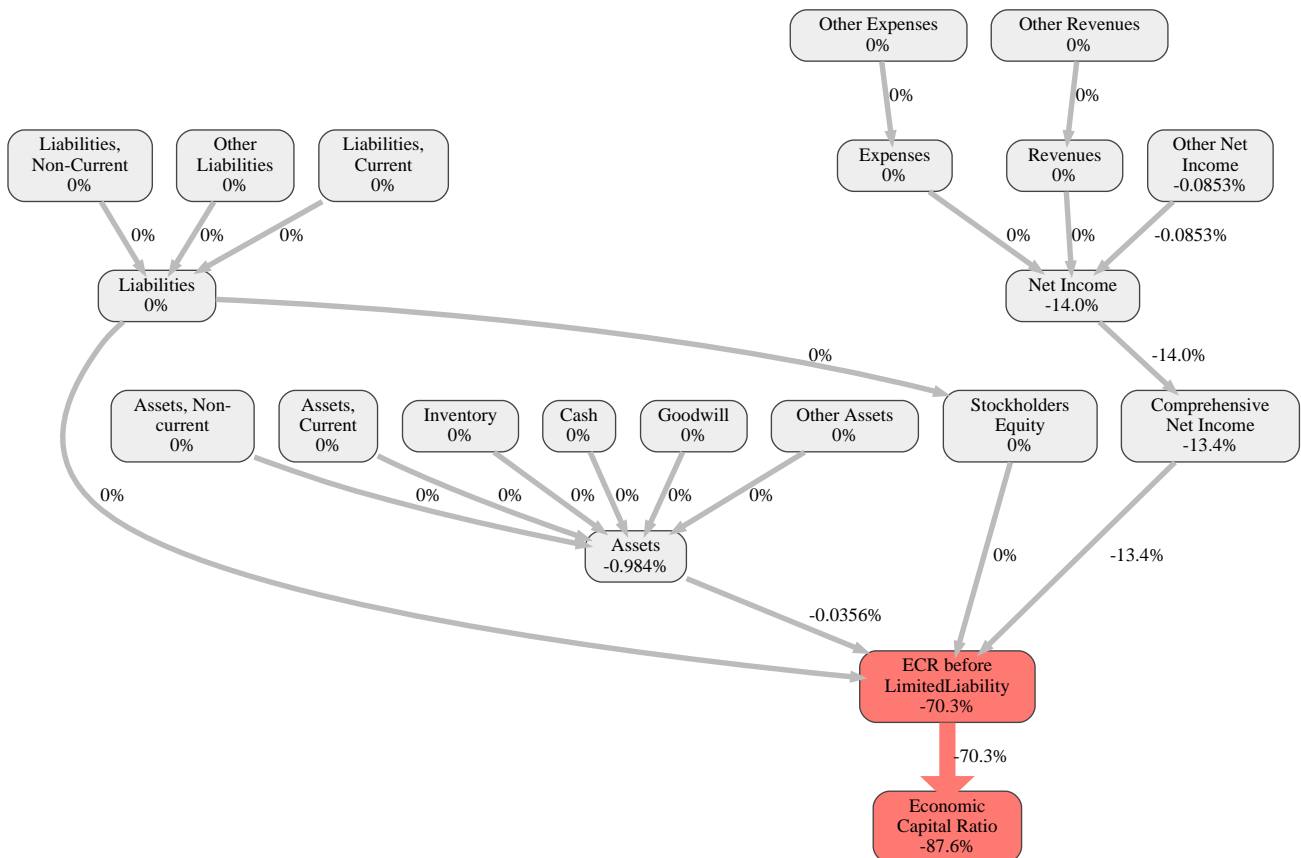 Other Expenses
0%
Other Revenues
0%
0%
0%
Liabilities,
Non-Current
0%
Other
Liabilities
0%
Liabilities,
Current
0%
Expenses
0%
Revenues
0%
Other Net
Income
-0.0853%
0%
0%
0%
0%
0%
-0.0853%
Liabilities
0%
Net Income
-14.0%
0%
-14.0%
Assets, Non-
current
0%
Assets,
Current
0%
Inventory
0%
Cash
0%
Goodwill
0%
Other Assets
0%
Stockholders
Equity
0%
Comprehensive
Net Income
-13.4%
0%
0%
0%
0%
0%
0%
0%
Assets
-0.984%
0%
-13.4%
-0.0356%
ECR before
LimitedLiability
-70.3%
-70.3%
Economic
Capital Ratio
-87.6%